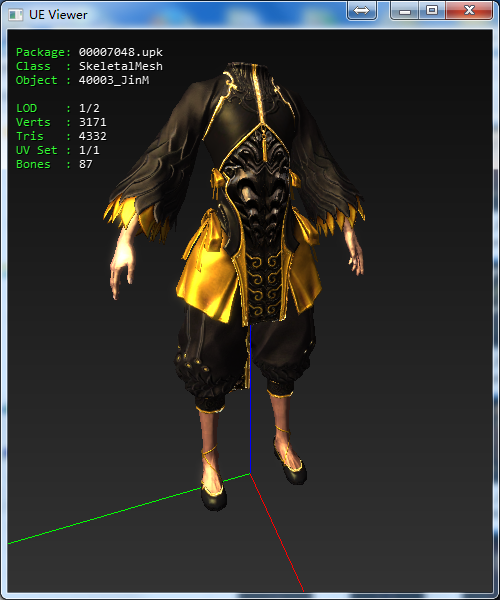 UE Viewer
Package: 00007048.upk
Class : SkeletalMesh
Object : 40003_JinM
LOD : 1/2
Verts : 3171
Tris : 4332
UV Set : 1/1
Bones : 87